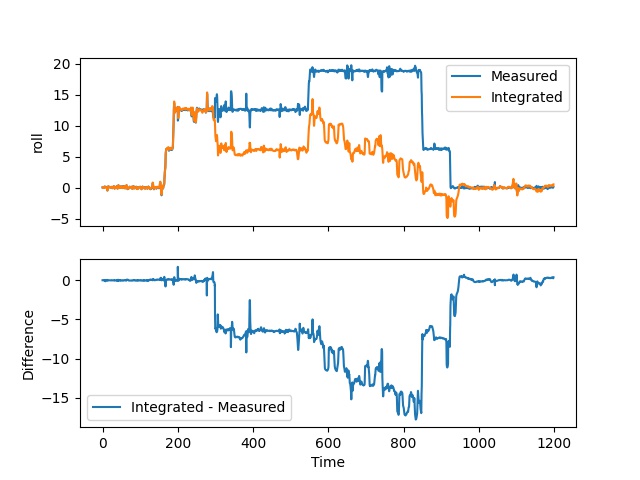 20
15
10
5
0
−5
roll
Measured
Integrated
0
−5
−10
−15
Difference
Integrated - Measured
0 200 400 600 800 1000 1200
Time